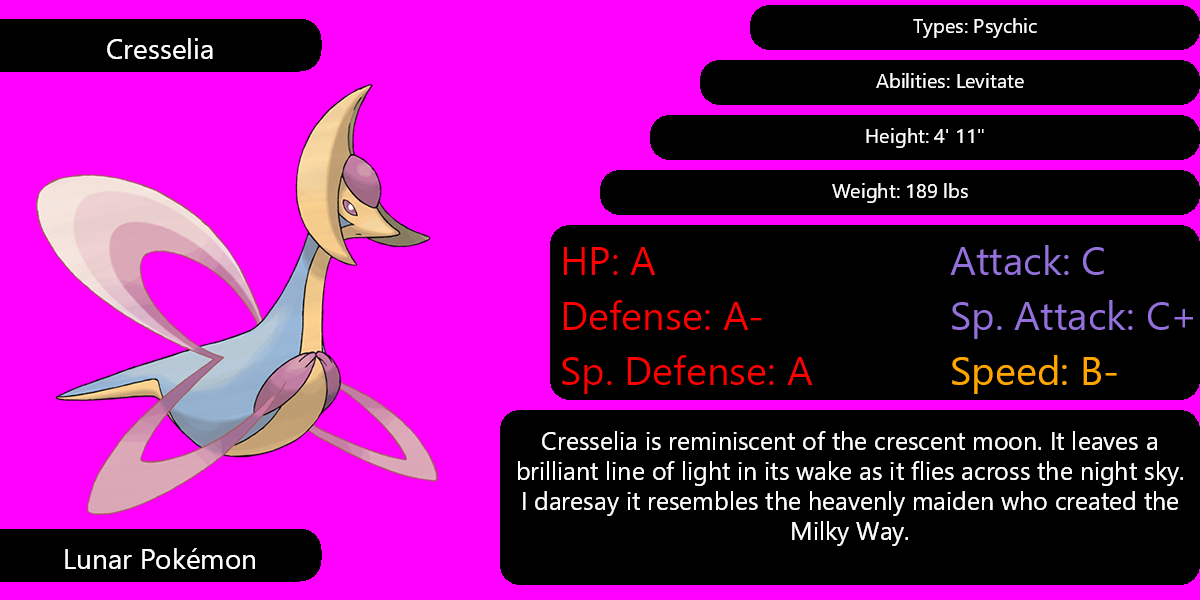 Cresselia
Types: Psychic
Abilities: Levitate
Height: 4' 11"
Weight: 189 lbs
HP: A
Attack: C
Defense: A-
Sp. Attack: C+
Sp. Defense: A
Speed: B-
Cresselia is reminiscent of the crescent moon. It leaves a
brilliant line of light in its wake as it flies across the night sky.
I daresay it resembles the heavenly maiden who created the
Milky Way.
Lunar Pokémon